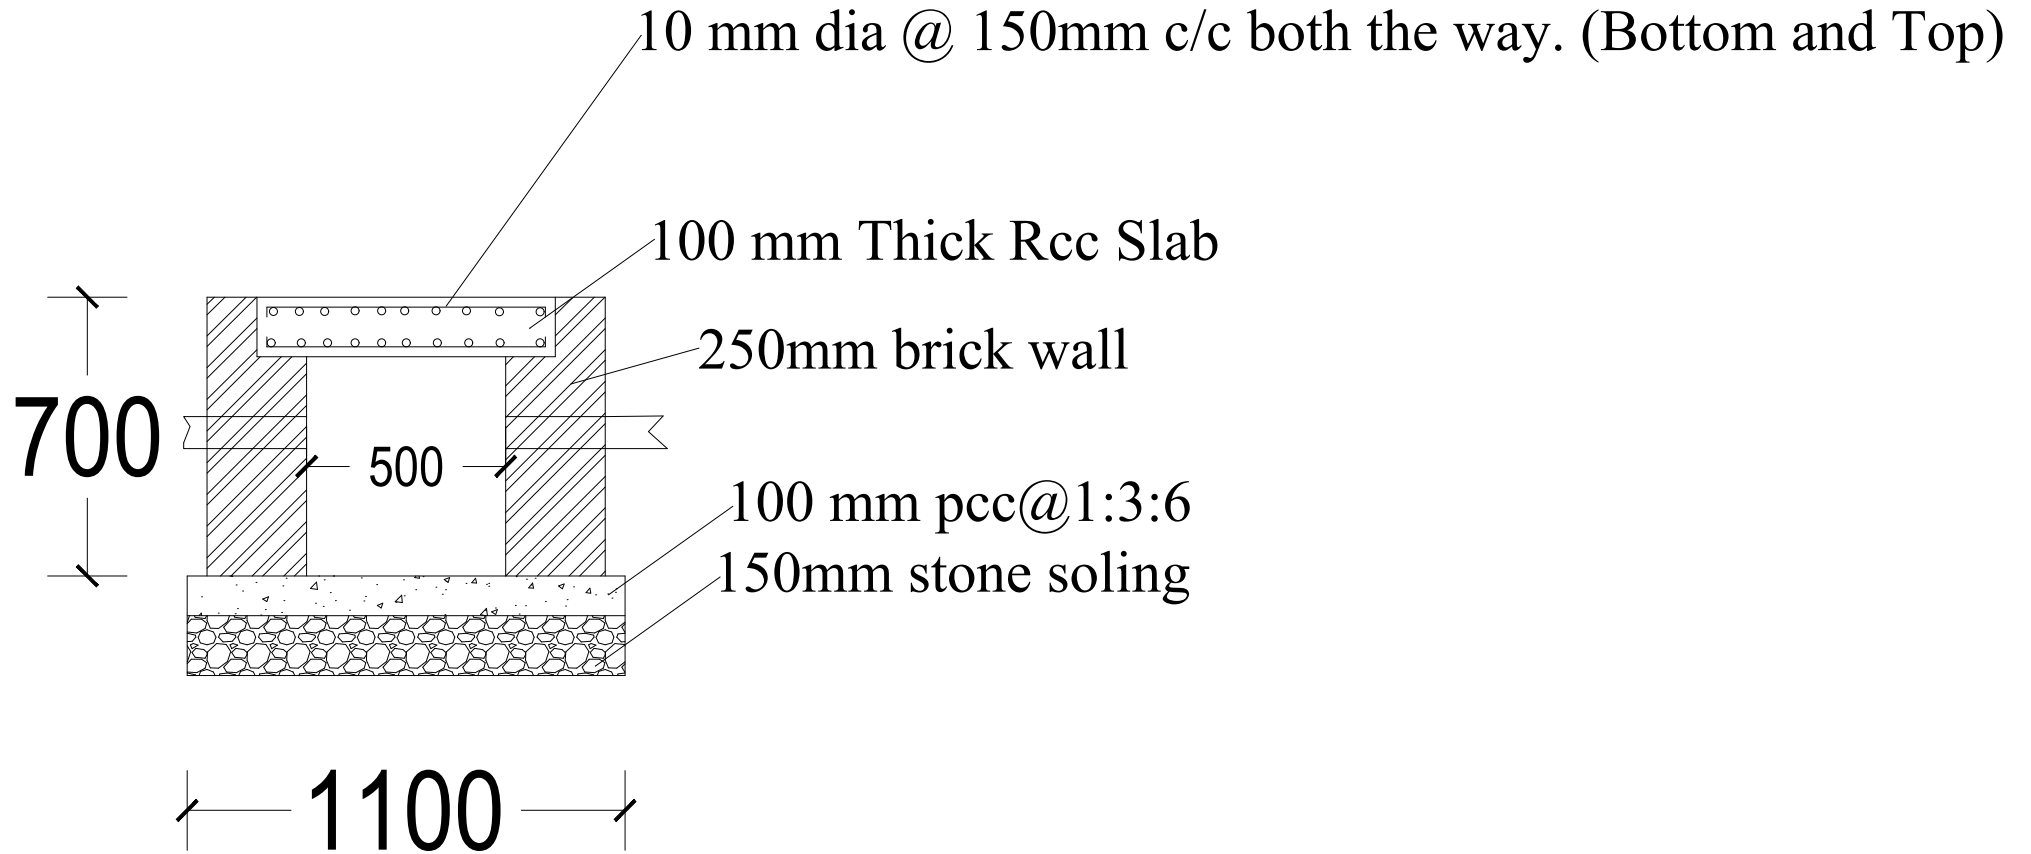 10 mm dia @ 150mm c/c both the way. (Bottom and Top)
100 mm Thick Rcc Slab
250mm brick wall
700
500
100 mm pcc@1:3:6
150mm stone soling
1100